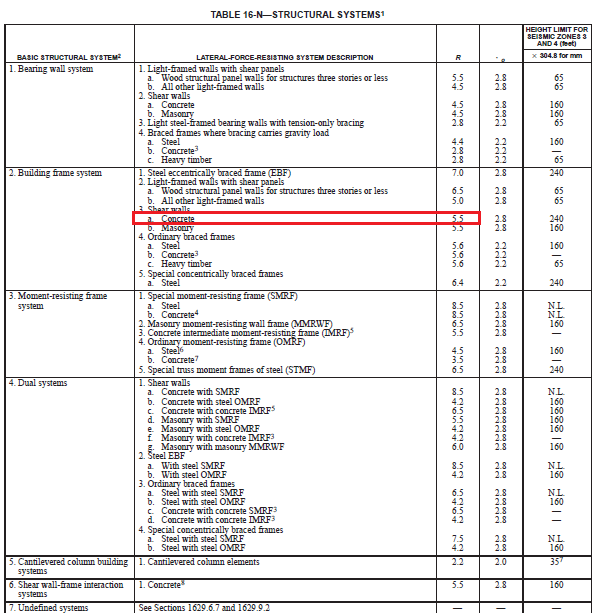 TABLE 16-N—STRUCTURAL SYSTEMS1
BASIC STRUCTURAL SYSTEM2 LATERAL-FORCE-RESISTING SYSTEM DESCRIPTION R o HEIGHT LIMIT FOR SEISMIC ZONES 3 AND 4 (feet)
× 304.8 for mm
1. Bearing wall system 1. Light-framed walls with shear panels
a. Wood structural panel walls for structures three stories or less 5.5 2.8 65
b. All other light-framed walls 4.5 2.8 65
2. Shear walls
a. Concrete 4.5 2.8 160
b. Masonry 4.5 2.8 160
3. Light steel-framed bearing walls with tension-only bracing 2.8 2.2 65
4. Braced frames where bracing carries gravity load
a. Steel 4.4 2.2 160
b. Concrete3 2.8 2.2 —
c. Heavy timber 2.8 2.2 65
2. Building frame system 1. Steel eccentrically braced frame (EBF) 7.0 2.8 240
2. Light-framed walls with shear panels
a. Wood structural panel walls for structures three stories or less 6.5 2.8 65
b. All other light-framed walls 5.0 2.8 65
3. Shear walls
a. Concrete 5.5 2.8 240
b. Masonry 5.5 2.8 160
4. Ordinary braced frames
a. Steel 5.6 2.2 160
b. Concrete3 5.6 2.2 —
c. Heavy timber 5.6 2.2 65
5. Special concentrically braced frames
a. Steel 6.4 2.2 240
3. Moment-resisting frame system 1. Special moment-resisting frame (SMRF)
a. Steel 8.5 2.8 N.L.
b. Concrete4 8.5 2.8 N.L.
2. Masonry moment-resisting wall frame (MMRWF) 6.5 2.8 160
3. Concrete intermediate moment-resisting frame (IMRF)5 5.5 2.8 —
4. Ordinary moment-resisting frame (OMRF)
a. Steel6 4.5 2.8 160
b. Concrete7 3.5 2.8 —
5. Special truss moment frames of steel (STMF) 6.5 2.8 240
4. Dual systems 1. Shear walls
a. Concrete with SMRF 8.5 2.8 N.L.
b. Concrete with steel OMRF 4.2 2.8 160
c. Concrete with concrete IMRF5 6.5 2.8 160
d. Masonry with SMRF 5.5 2.8 160
e. Masonry with steel OMRF 4.2 2.8 160
f. Masonry with concrete IMRF3 4.2 2.8 —
g. Masonry with masonry MMRWF 6.0 2.8 160
2. Steel EBF
a. With steel SMRF 8.5 2.8 N.L.
b. With steel OMRF 4.2 2.8 160
3. Ordinary braced frames
a. Steel with steel SMRF 6.5 2.8 N.L.
b. Steel with steel OMRF 4.2 2.8 160
c. Concrete with concrete SMRF3 6.5 2.8 —
d. Concrete with concrete IMRF3 4.2 2.8 —
4. Special concentrically braced frames
a. Steel with steel SMRF 7.5 2.8 N.L.
b. Steel with steel OMRF 4.2 2.8 160
5. Cantilevered column building systems 1. Cantilevered column elements 2.2 2.0 357
6. Shear wall-frame interaction systems 1. Concrete8 5.5 2.8 160
7. Undefined systems See Sections 1629.6.7 and 1629.9.2 — — —